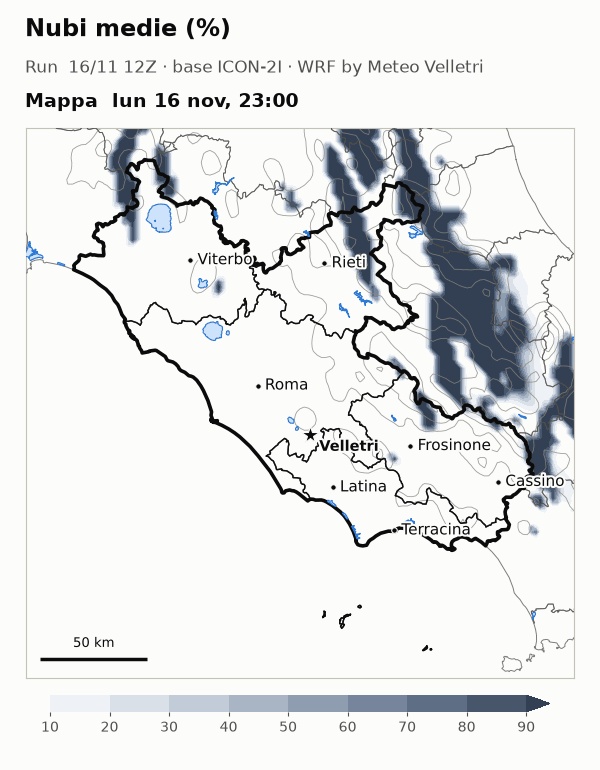 Nubi medie (%)
Run 16/11 12Z · base ICON-2I · WRF by Meteo Velletri
Mappa lun 16 nov, 23:00
Viterbo
Rieti
Roma
Velletri
Frosinone
Latina
Cassino
Terracina
50 km
10 20 30 40 50 60 70 80 90